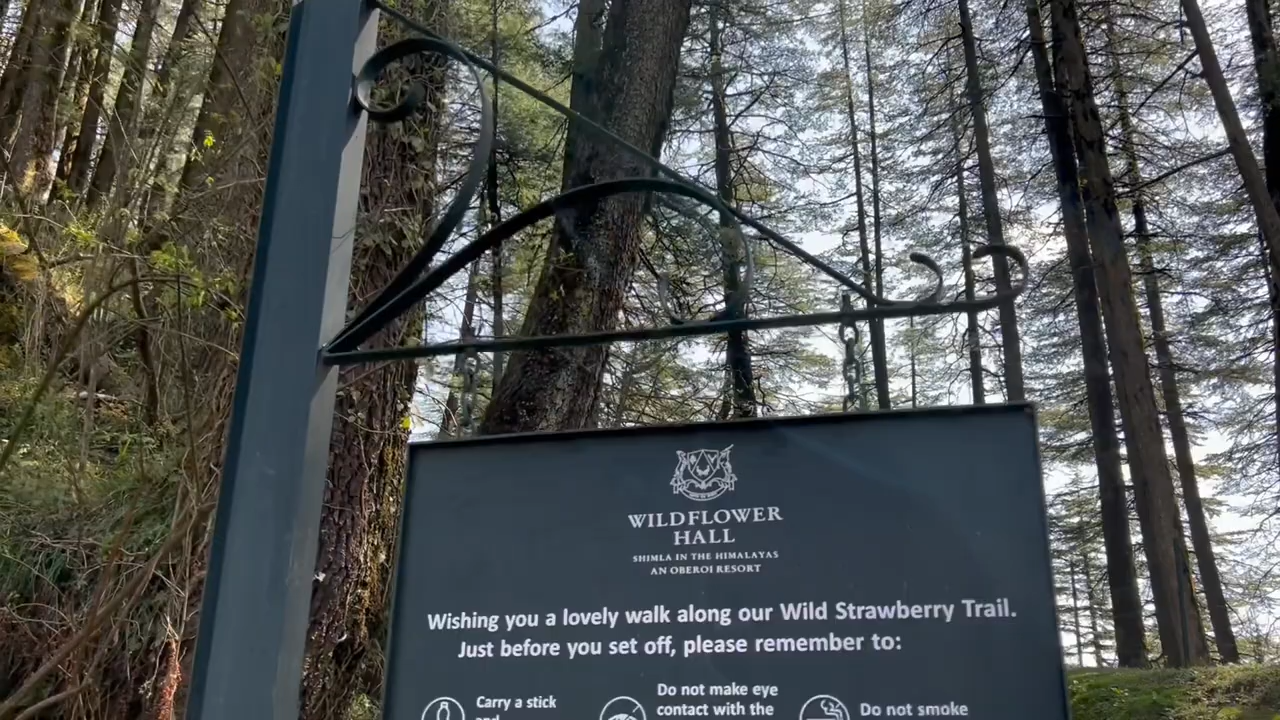 WILDFLOWER
HALL
SHIMLA IN THE HIMALAYAS
AN OBEROI RESORT
Wishing you a lovely walk along our Wild Strawberry Trail.
Just before you set off, please remember to:
Carry a stick
and
Do not make eye
contact with the
Do not smoke